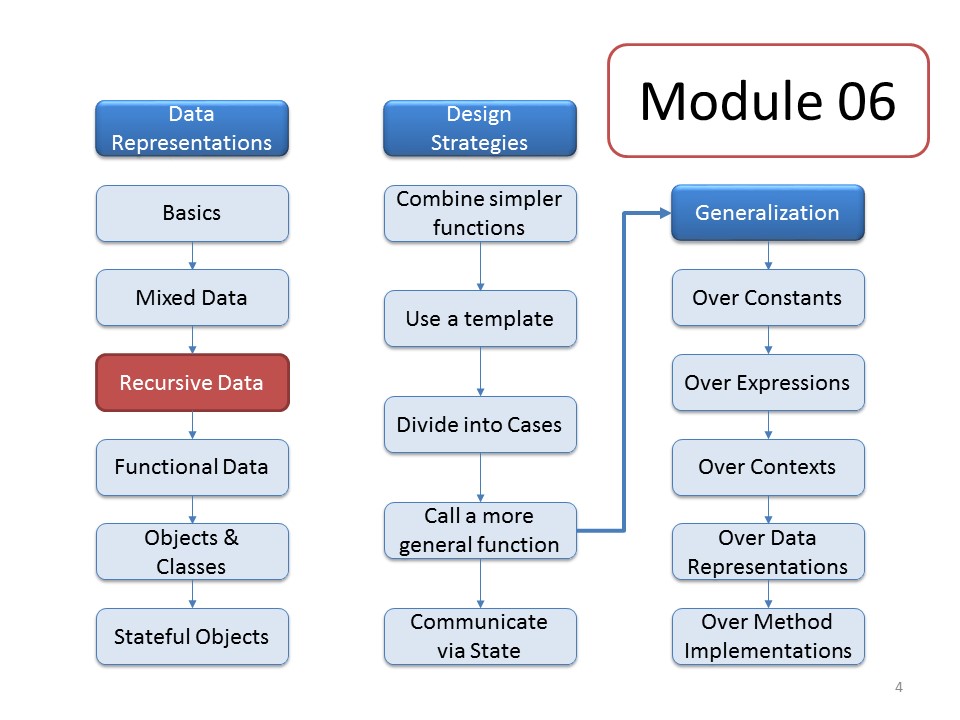 Module 06
Data
Representations
Basics
Mixed Data
Recursive Data
Functional Data
Objects &
Classes
Stateful Objects
Design
Strategies
Combine simpler
functions
Use a template
Divide into Cases
Call a more
general function
Communicate
via State
Generalization
Over Constants
Over Expressions
Over Contexts
Over Data
Representations
Over Method
Implementations
4